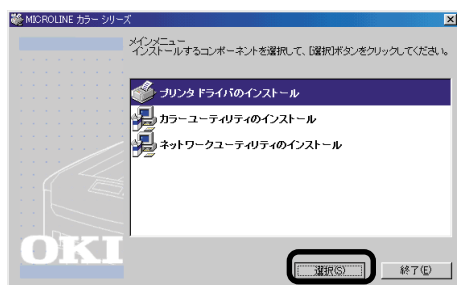 MICROLINE カラー シリーズ
メインメニュー
インストールするコンポーネントを選択して、[選択]ボタンをクリックしてください。
プリンタ ドライバのインストール
カラーユーティリティのインストール
ネットワークユーティリティのインストール
OKI
選択(S)
終了(E)